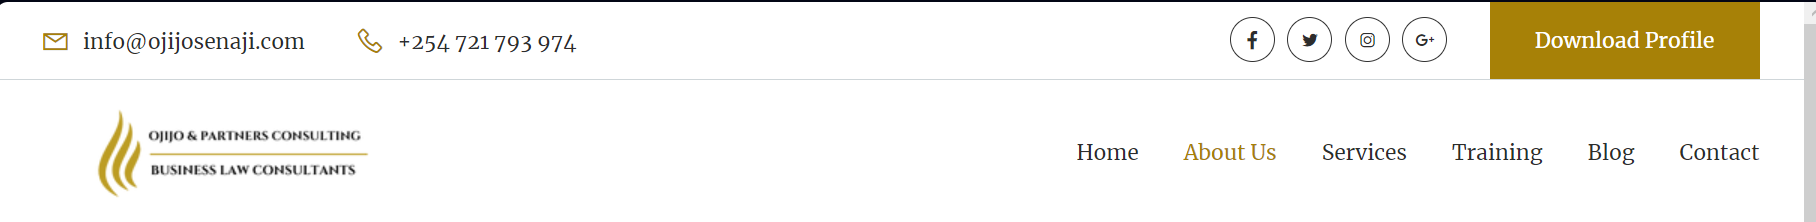 info@ojijosenaji.com +254 721 793 974 Download Profile
OJIJO & PARTNERS CONSULTING
BUSINESS LAW CONSULTANTS
Home About Us Services Training Blog Contact